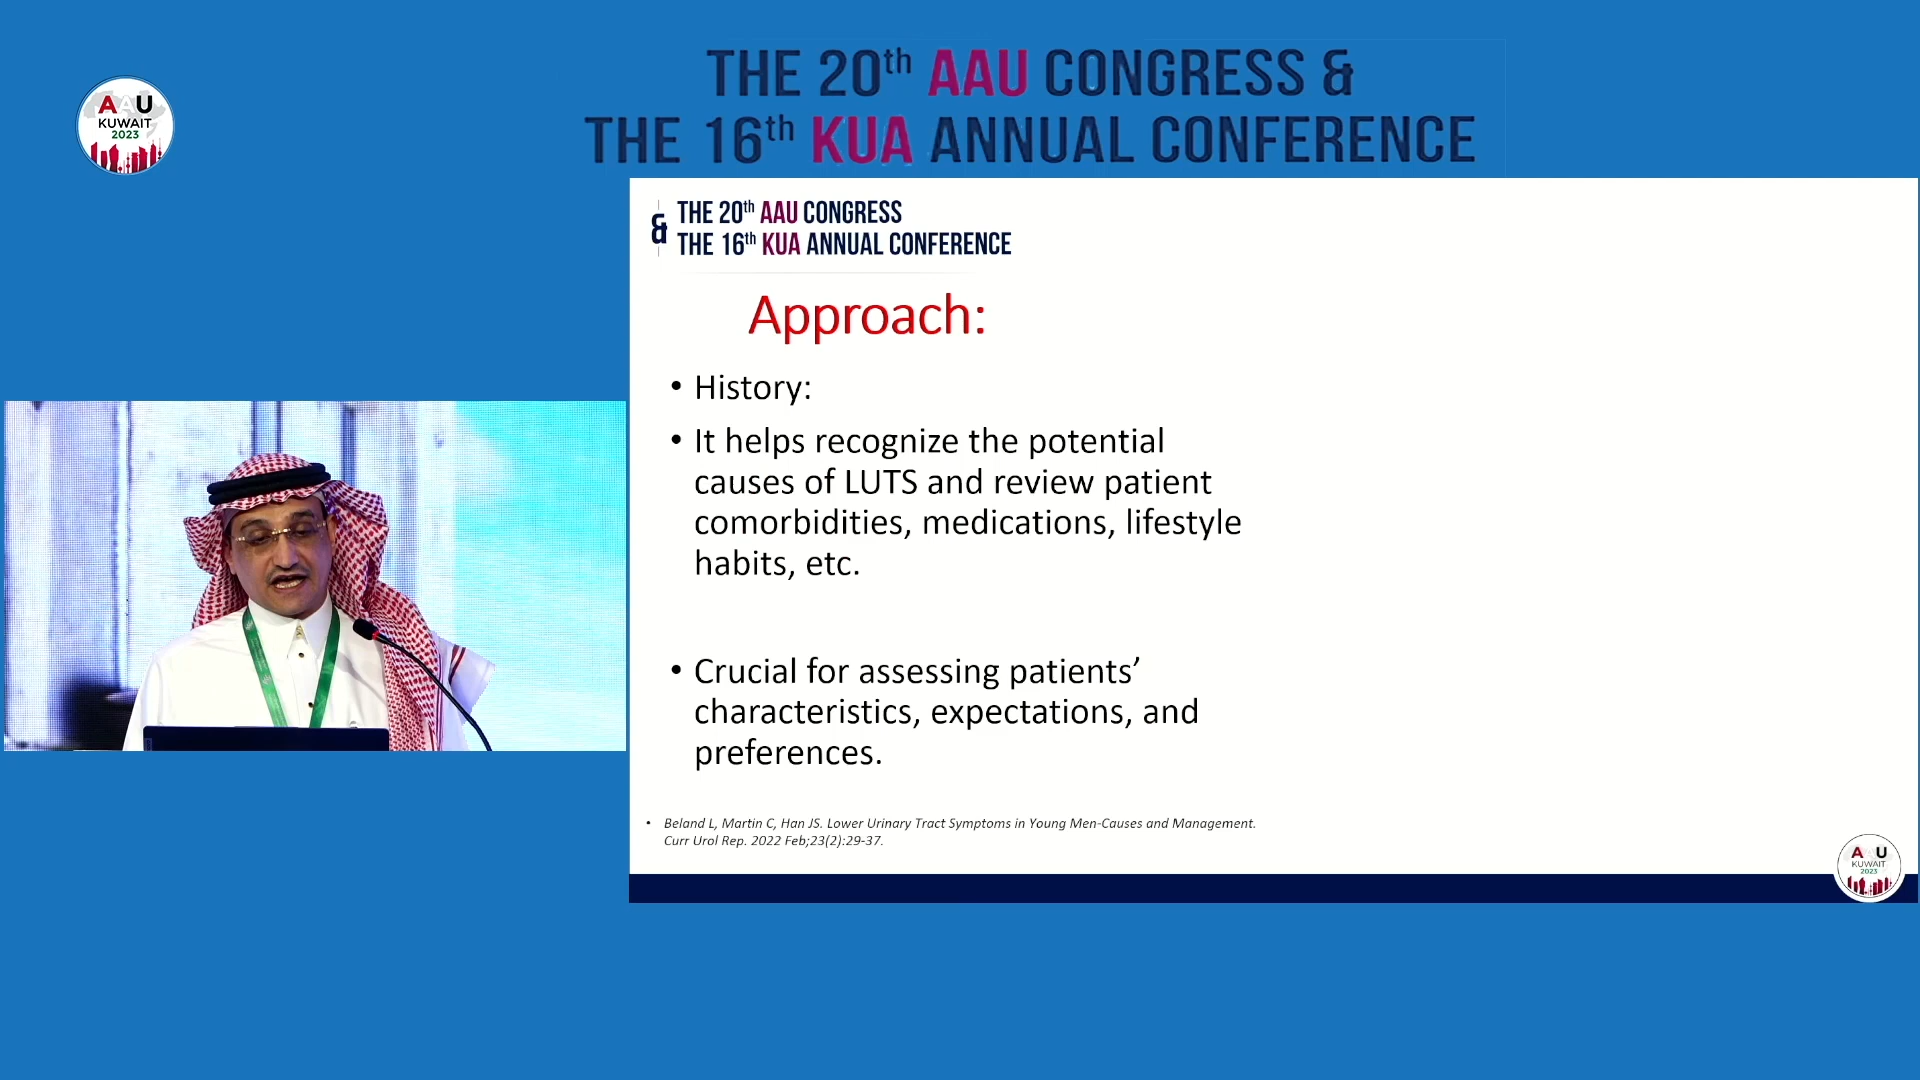 THE 20th AAU CONGRESS &
THE 16th KUA ANNUAL CONFERENCE
AAU
KUWAIT
2023
& THE 20th AAU CONGRESS
THE 16th KUA ANNUAL CONFERENCE
Approach:
• History:
• It helps recognize the potential
causes of LUTS and review patient
comorbidities, medications, lifestyle
habits, etc.
• Crucial for assessing patients’
characteristics, expectations, and
preferences.
• Beland L, Martin C, Han JS. Lower Urinary Tract Symptoms in Young Men-Causes and Management.
Curr Urol Rep. 2022 Feb;23(2):29-37.
AAU
KUWAIT
2023